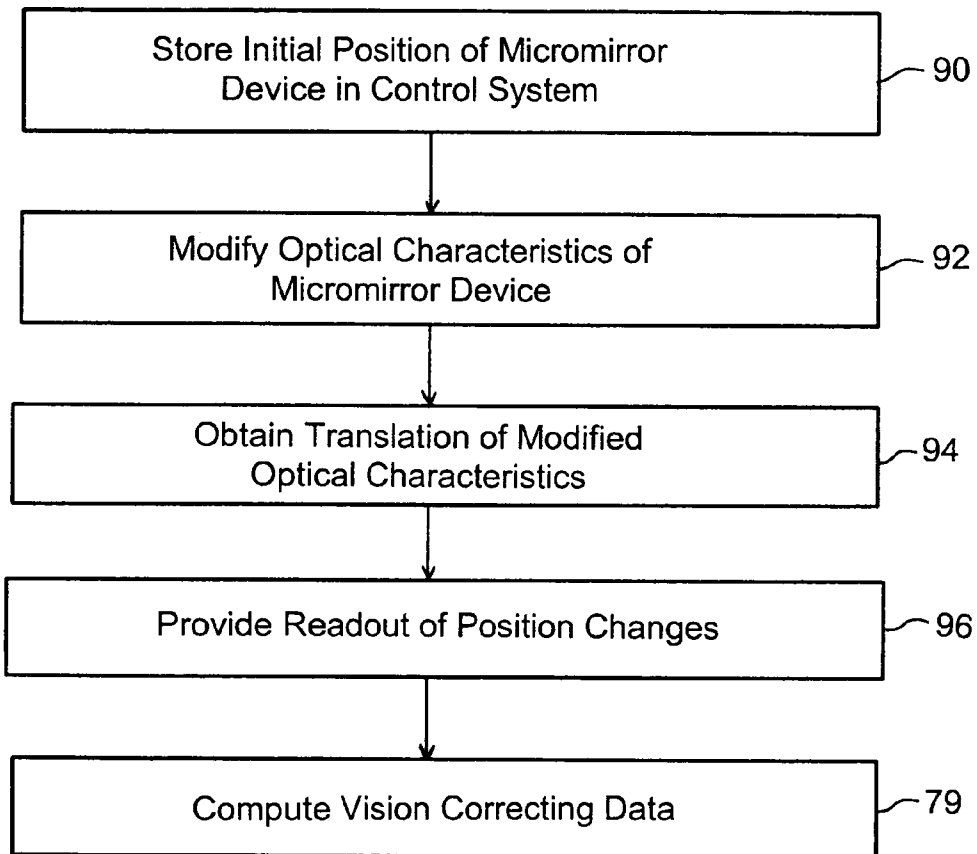 Store Initial Position of Micromirror
Device in Control System
90
Modify Optical Characteristics of
Micromirror Device
92
Obtain Translation of Modified
Optical Characteristics
94
Provide Readout of Position Changes
96
Compute Vision Correcting Data
79